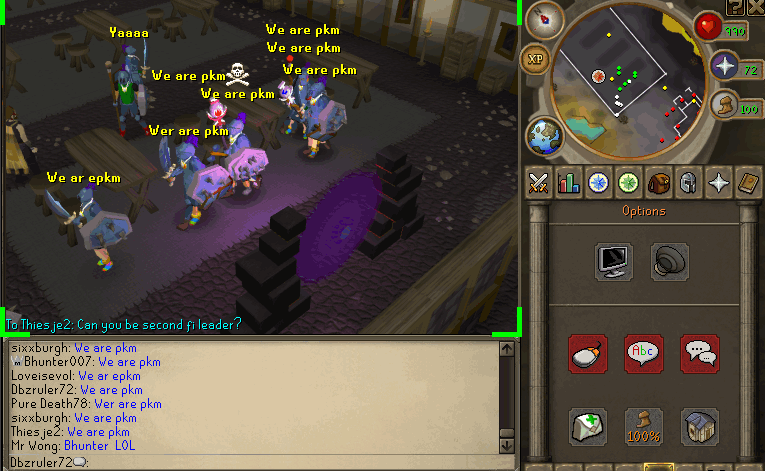 We are pkm
Yaaaa
We are pkm
We are pkm
We are pkm
We are pkm
Wer are pkm
We ar epkm
To Thiesje2: Can you be second fi leader?
sixxburgh: We are pkm
Bhunter007: We are pkm
Loveisevol: We ar epkm
Dbzruler72: We are pkm
Pure Death78: Wer are pkm
sixxburgh: We are pkm
Thiesje2: We are pkm
Mr Wong: Bhunter LOL
Dbzruler72:
?
XP
990
72
100
Options
Abc
100%